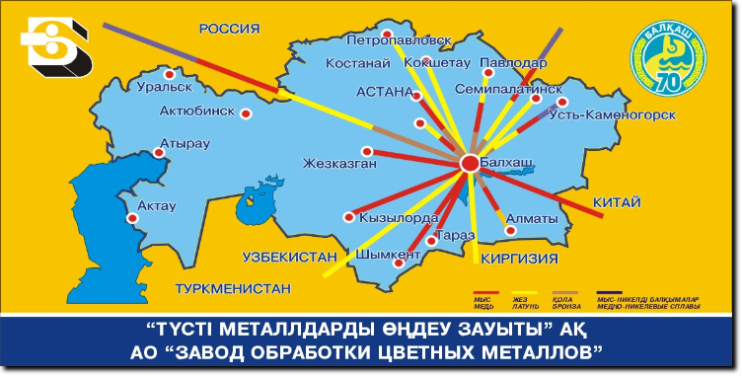 РОССИЯ
БАЛҚАШ
70
Петропавловск
Костанай
Кокшетау
Павлодар
Уральск
АСТАНА
Семипалатинск
Актюбинск
Усть-Каменогорск
Атырау
Жезказган
Балхаш
Актау
Кызылорда
КИТАЙ
Алматы
Тараз
УЗБЕКИСТАН
Шымкент
КИРГИЗИЯ
ТУРКМЕНИСТАН
МЫС
МЕДЬ
ЖЕЗ
ЛАТУНЬ
ҚОЛА
БРОНЗА
МЫС-НИКЕЛДІ БАЛҚЫМАЛАР
МЕДНО-НИКЕЛЕВЫЕ СПЛАВЫ
“ТҮСТІ МЕТАЛЛДАРДЫ ӨҢДЕУ ЗАУЫТЫ” АҚ
АО “ЗАВОД ОБРАБОТКИ ЦВЕТНЫХ МЕТАЛЛОВ”